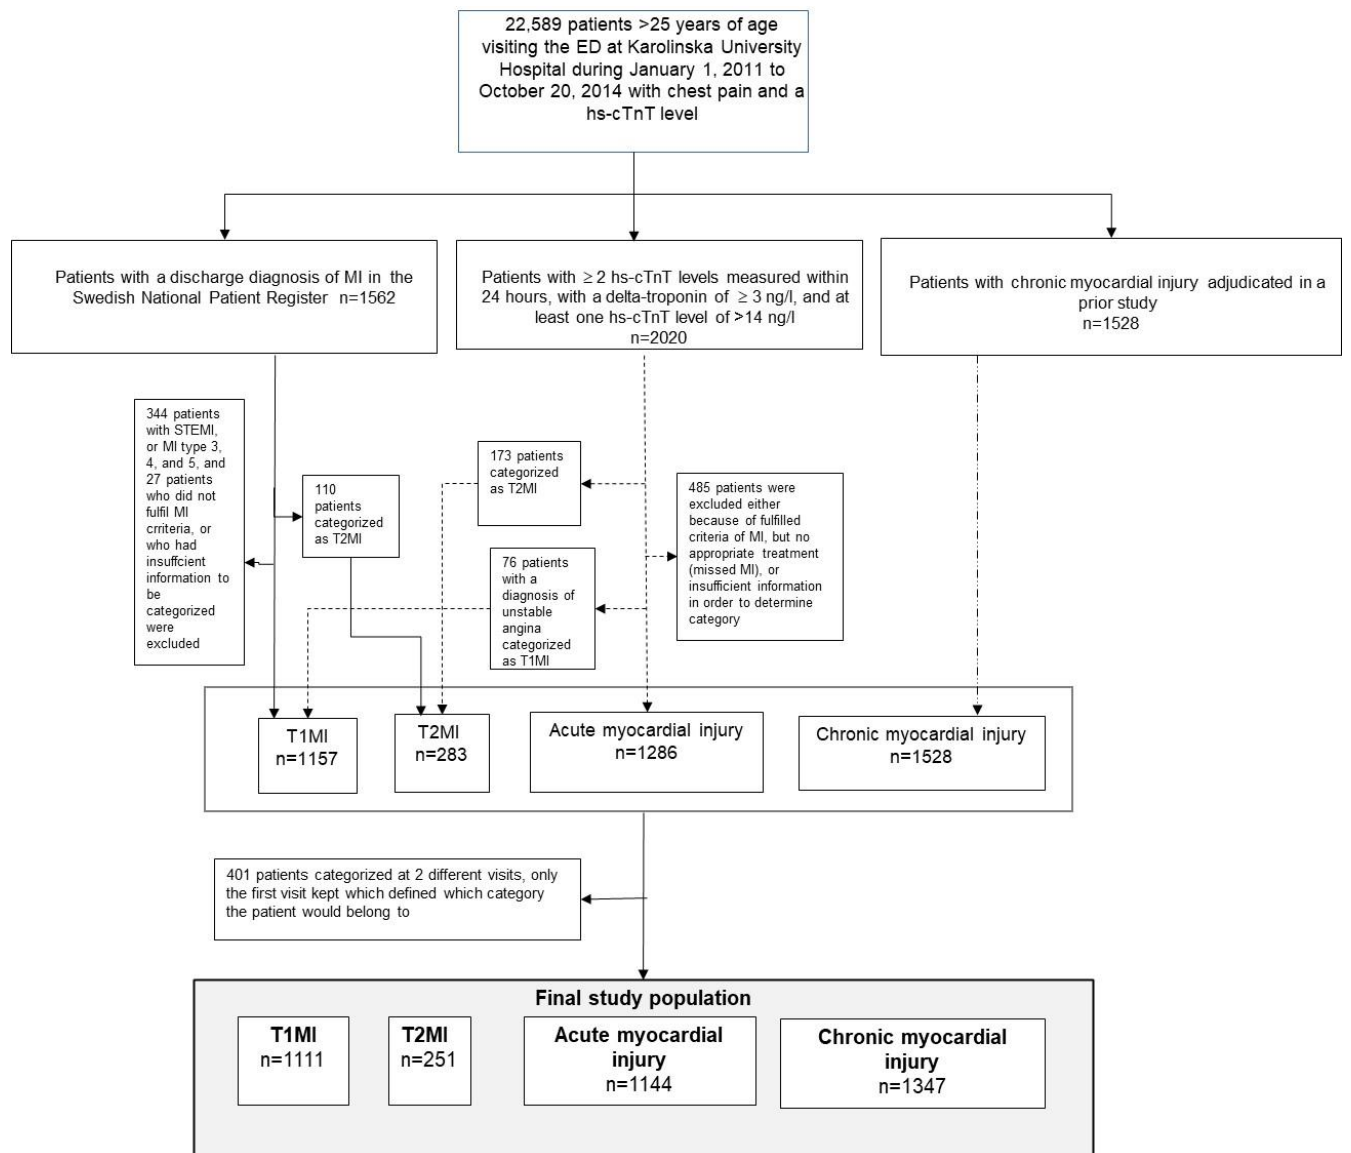 22,589 patients >25 years of age
visiting the ED at Karolinska University
Hospital during January 1, 2011 to
October 20, 2014 with chest pain and a
hs-cTnT level
Patients with a discharge diagnosis of MI in the
Swedish National Patient Register n=1562
Patients with ≥ 2 hs-cTnT levels measured within
24 hours, with a delta-troponin of ≥ 3 ng/l, and at
least one hs-cTnT level of >14 ng/l
n=2020
Patients with chronic myocardial injury adjudicated in a
prior study
n=1528
344 patients
with STEMI,
or MI type 3,
4, and 5, and
27 patients
who did not
fulfil MI
crriteria, or
who had
insuffcient
information to
be
categorized
were
excluded
110
patients
categorized
as T2MI
173 patients
categorized
as T2MI
76 patients
with a
diagnosis of
unstable
angina
categorized
as T1MI
485 patients were
excluded either
because of fulfilled
criteria of MI, but no
appropriate treatment
(missed MI), or
insufficient information
in order to determine
category
T1MI
n=1157
T2MI
n=283
Acute myocardial injury
n=1286
Chronic myocardial injury
n=1528
401 patients categorized at 2 different visits, only
the first visit kept which defined which category
the patient would belong to
Final study population
T1MI
n=1111
T2MI
n=251
Acute myocardial
injury
n=1144
Chronic myocardial
injury
n=1347